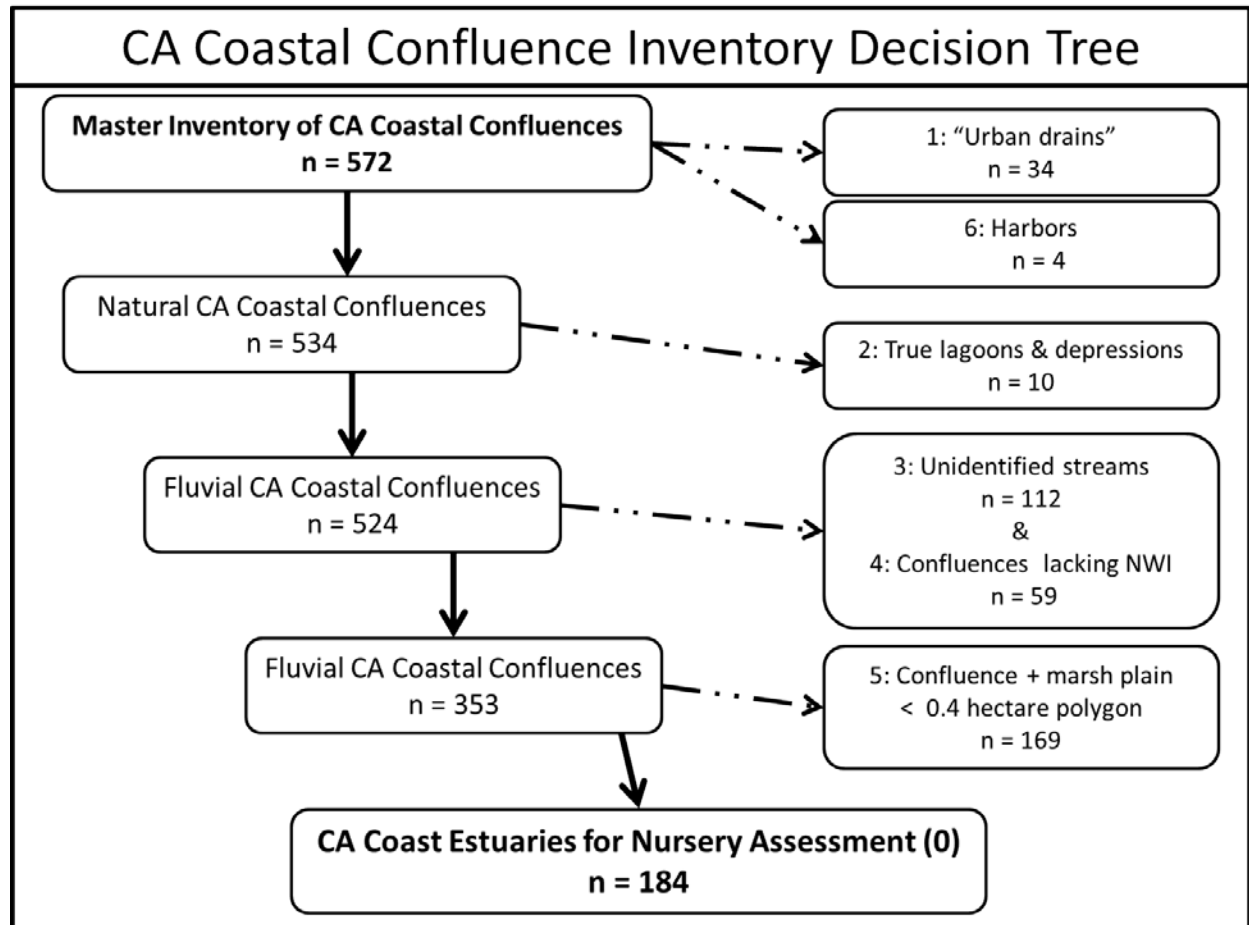 CA Coastal Confluence Inventory Decision Tree
Master Inventory of CA Coastal Confluences
n = 572
1: “Urban drains”
n = 34
6: Harbors
n = 4
Natural CA Coastal Confluences
n = 534
2: True lagoons & depressions
n = 10
Fluvial CA Coastal Confluences
n = 524
3: Unidentified streams
n = 112
&
4: Confluences lacking NWI
n = 59
Fluvial CA Coastal Confluences
n = 353
5: Confluence + marsh plain
< 0.4 hectare polygon
n = 169
CA Coast Estuaries for Nursery Assessment (0)
n = 184